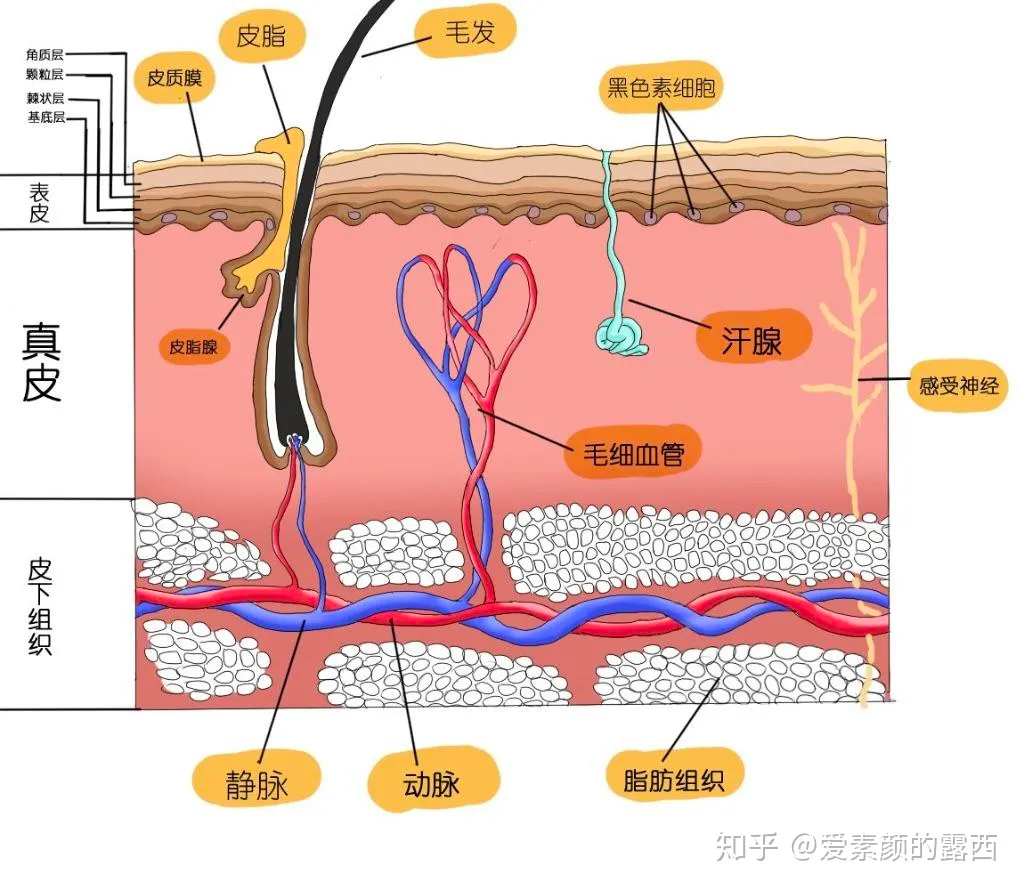 皮脂
毛发
角质层
颗粒层
棘状层
基底层
皮质膜
黑色素细胞
表皮
真皮
皮脂腺
汗腺
感受神经
毛细血管
皮下组织
静脉
动脉
脂肪组织
知乎 @爱素颜的露西